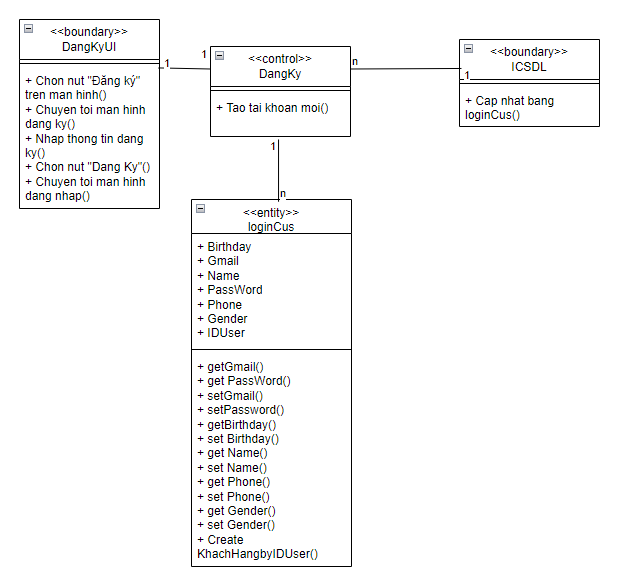 <<boundary>>
DangKyUI
+ Chon nut "Đăng ký"
tren man hinh()
+ Chuyen toi man hinh
dang ky()
+ Nhap thong tin dang
ky()
+ Chon nut "Dang Ky"()
+ Chuyen toi man hinh
dang nhap()
1
1
<<control>>
DangKy
+ Tao tai khoan moi()
n
1
<<boundary>>
ICSDL
+ Cap nhat bang
loginCus()
1
n
<<entity>>
loginCus
+ Birthday
+ Gmail
+ Name
+ PassWord
+ Phone
+ Gender
+ IDUser
+ getGmail()
+ get PassWord()
+ setGmail()
+ setPassword()
+ getBirthday()
+ set Birthday()
+ get Name()
+ set Name()
+ get Phone()
+ set Phone()
+ get Gender()
+ set Gender()
+ Create
KhachHangbyIDUser()